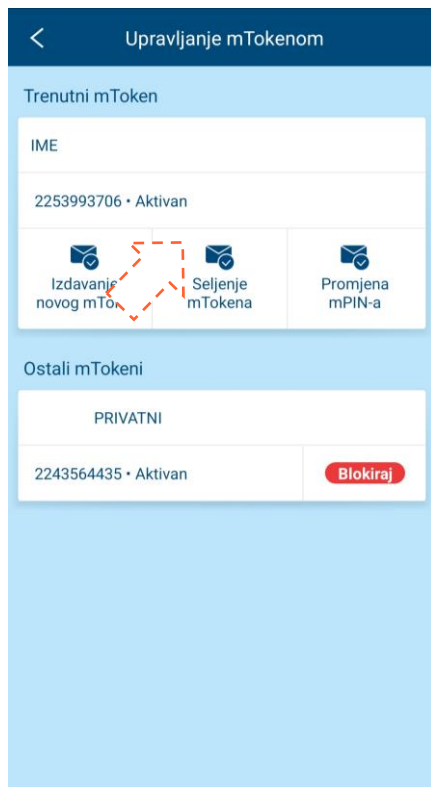 Upravljanje mTokenom
Trenutni mToken
IME
2253993706 • Aktivan
Izdavanje
novog
Seljenje
mTokena
Promjena
mPIN-a
Ostali mTokeni
PRIVATNI
2243564435 • Aktivan
Blokiraj